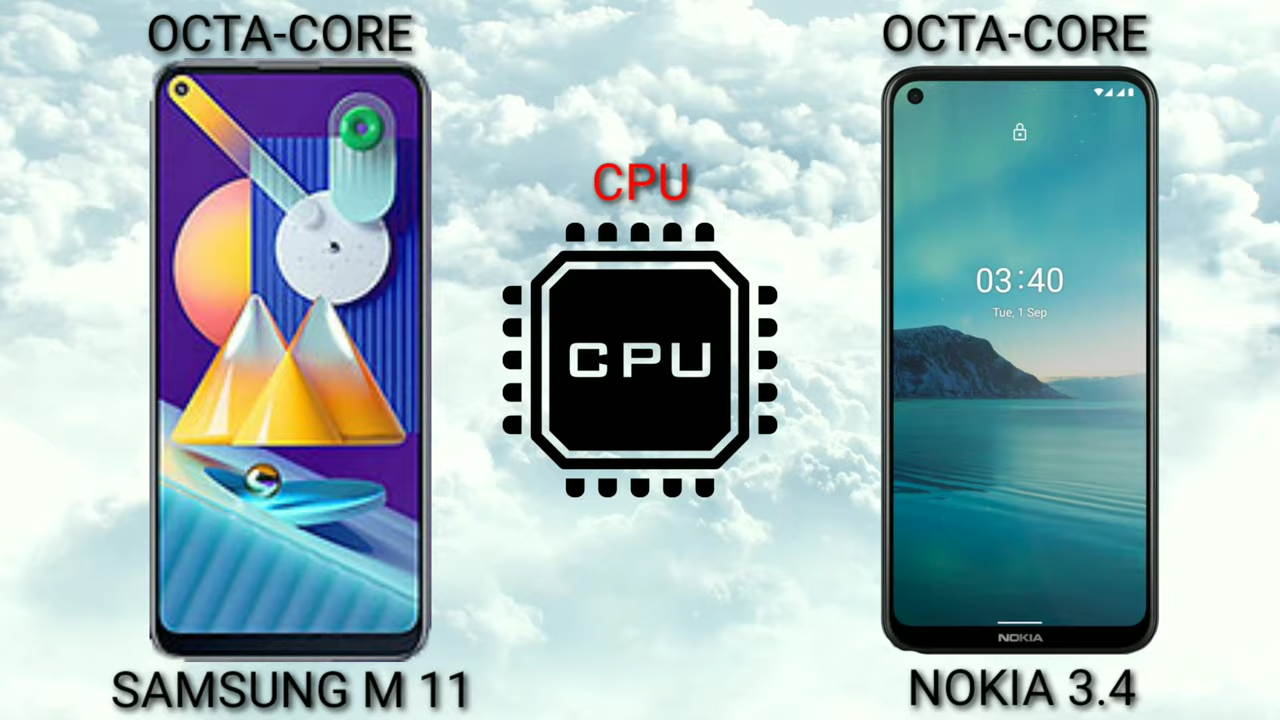 OCTA-CORE
OCTA-CORE
CPU
CPU
03:40
Tue, 1 Sep
NOKIA
SAMSUNG M 11
NOKIA 3.4